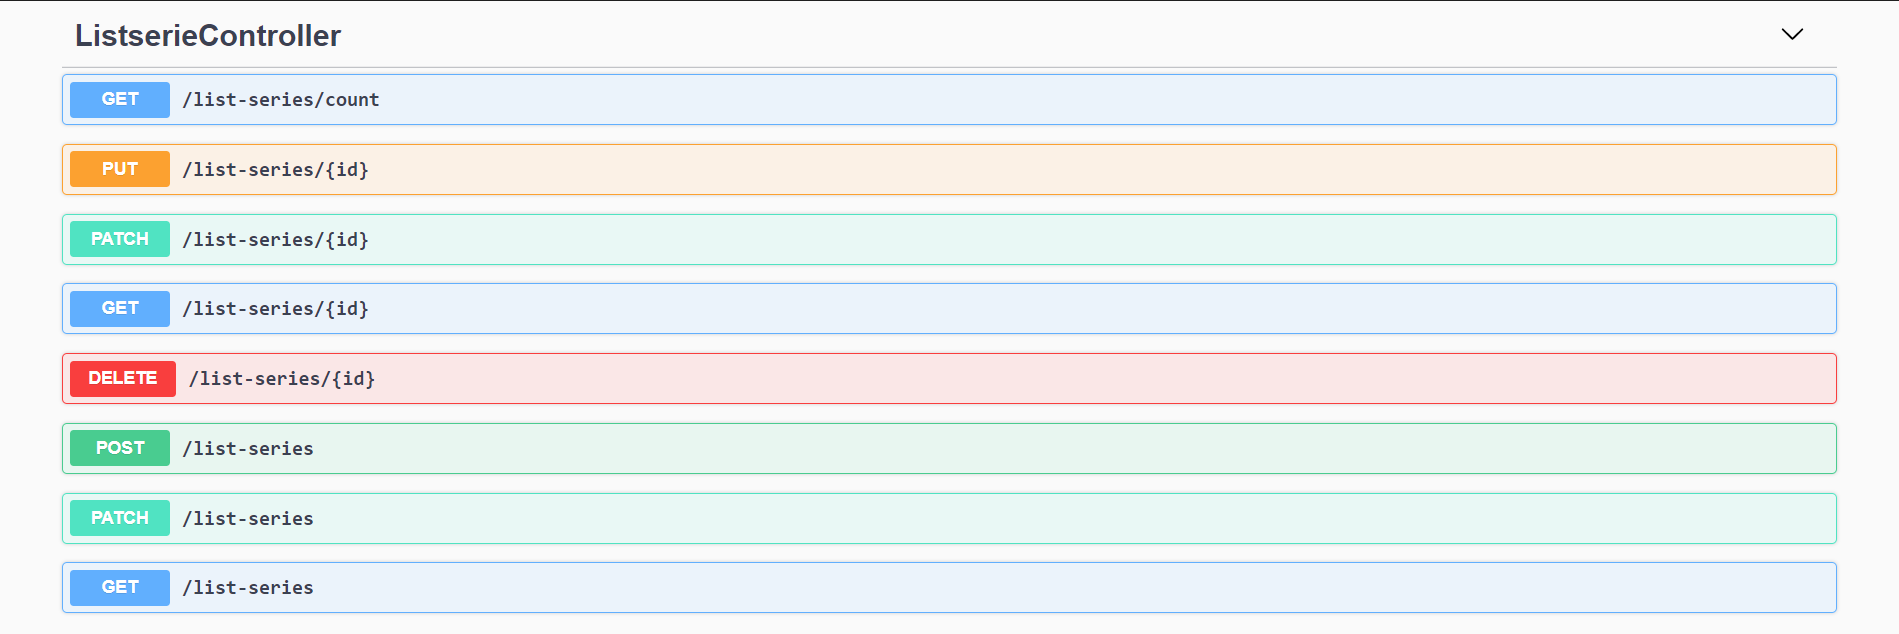 ListserieController
GET /list-series/count
PUT /list-series/{id}
PATCH /list-series/{id}
GET /list-series/{id}
DELETE /list-series/{id}
POST /list-series
PATCH /list-series
GET /list-series